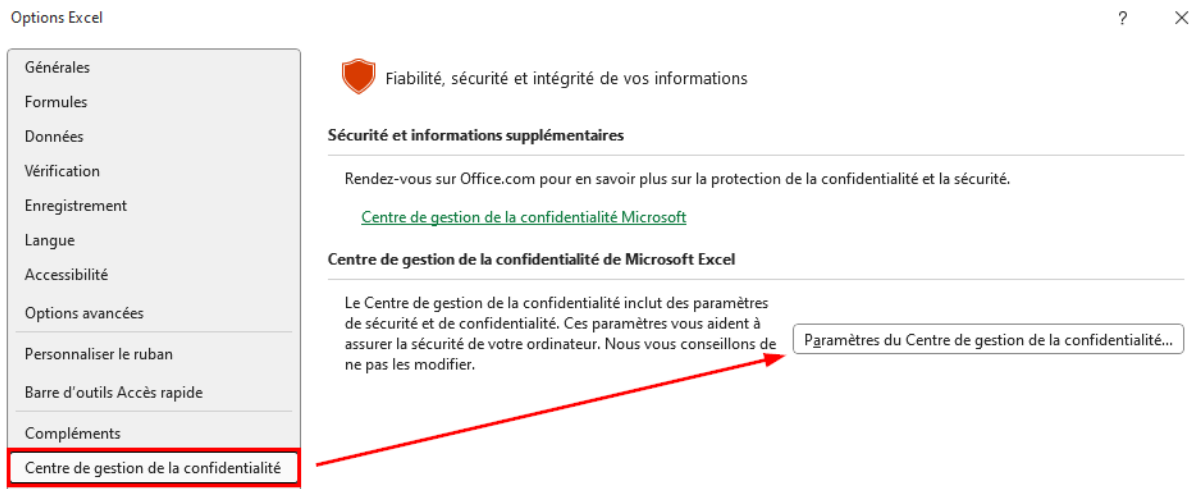 Options Excel
?
Générales
Formules
Données
Vérification
Enregistrement
Langue
Accessibilité
Options avancées
Personnaliser le ruban
Barre d'outils Accès rapide
Compléments
Centre de gestion de la confidentialité
Fiabilité, sécurité et intégrité de vos informations
Sécurité et informations supplémentaires
Rendez-vous sur Office.com pour en savoir plus sur la protection de la confidentialité et la sécurité.
Centre de gestion de la confidentialité Microsoft
Centre de gestion de la confidentialité de Microsoft Excel
Le Centre de gestion de la confidentialité inclut des paramètres
de sécurité et de confidentialité. Ces paramètres vous aident à
assurer la sécurité de votre ordinateur. Nous vous conseillons de
ne pas les modifier.
Paramètres du Centre de gestion de la confidentialité...